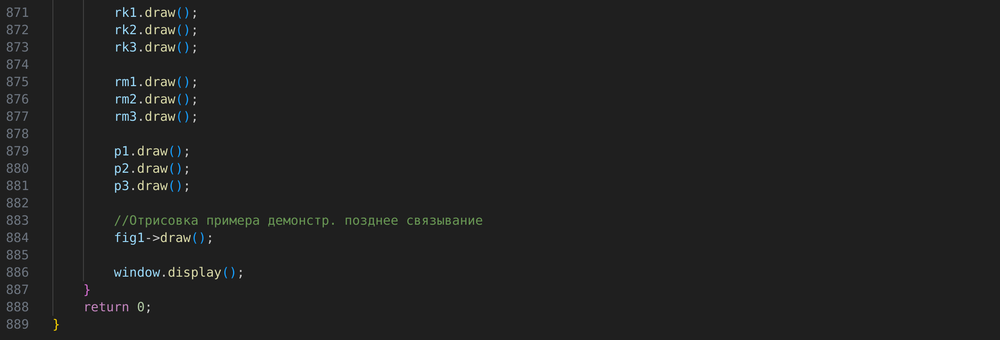 871 rk1.draw();
872 rk2.draw();
873 rk3.draw();
874
875 rm1.draw();
876 rm2.draw();
877 rm3.draw();
878
879 p1.draw();
880 p2.draw();
881 p3.draw();
882
883 //Отрисовка примера демонстр. позднее связывание
884 fig1->draw();
885
886 window.display();
887 }
888 return 0;
889 }